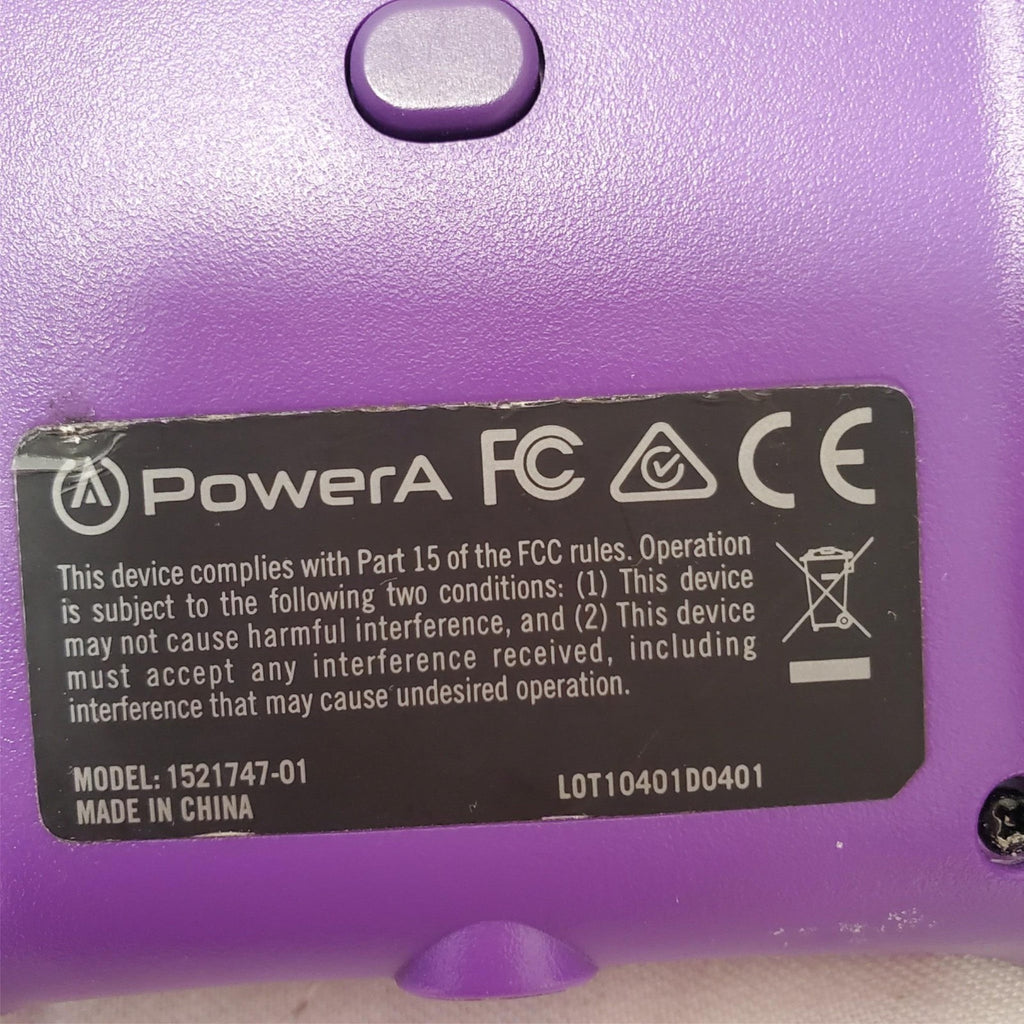 PowerA FC CE
This device complies with Part 15 of the FCC rules. Operation
is subject to the following two conditions: (1) This device
may not cause harmful interference, and (2) This device
must accept any interference received, including
interference that may cause undesired operation.
MODEL: 1521747-01
MADE IN CHINA
LOT10401D0401